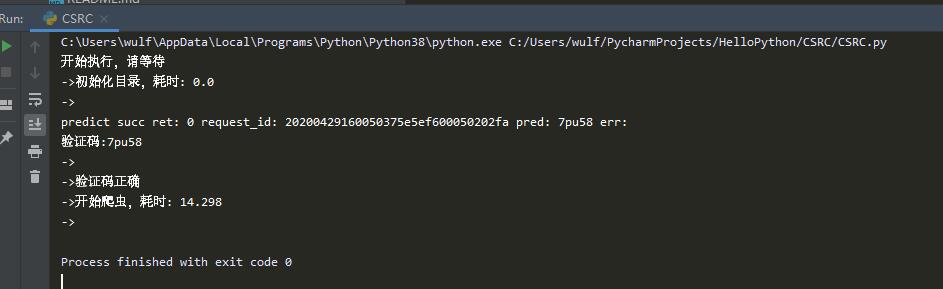 README.md
Run:
CSRC
C:\Users\wulf\AppData\Local\Programs\Python\Python38\python.exe C:/Users/wulf/PycharmProjects/HelloPython/CSRC/CSRC.py
开始执行，请等待
->初始化目录，耗时: 0.0
->
predict succ ret: 0 request_id: 20200429160050375e5ef600050202fa pred: 7pu58 err:
验证码:7pu58
->
->验证码正确
->开始爬虫，耗时: 14.298
->
Process finished with exit code 0